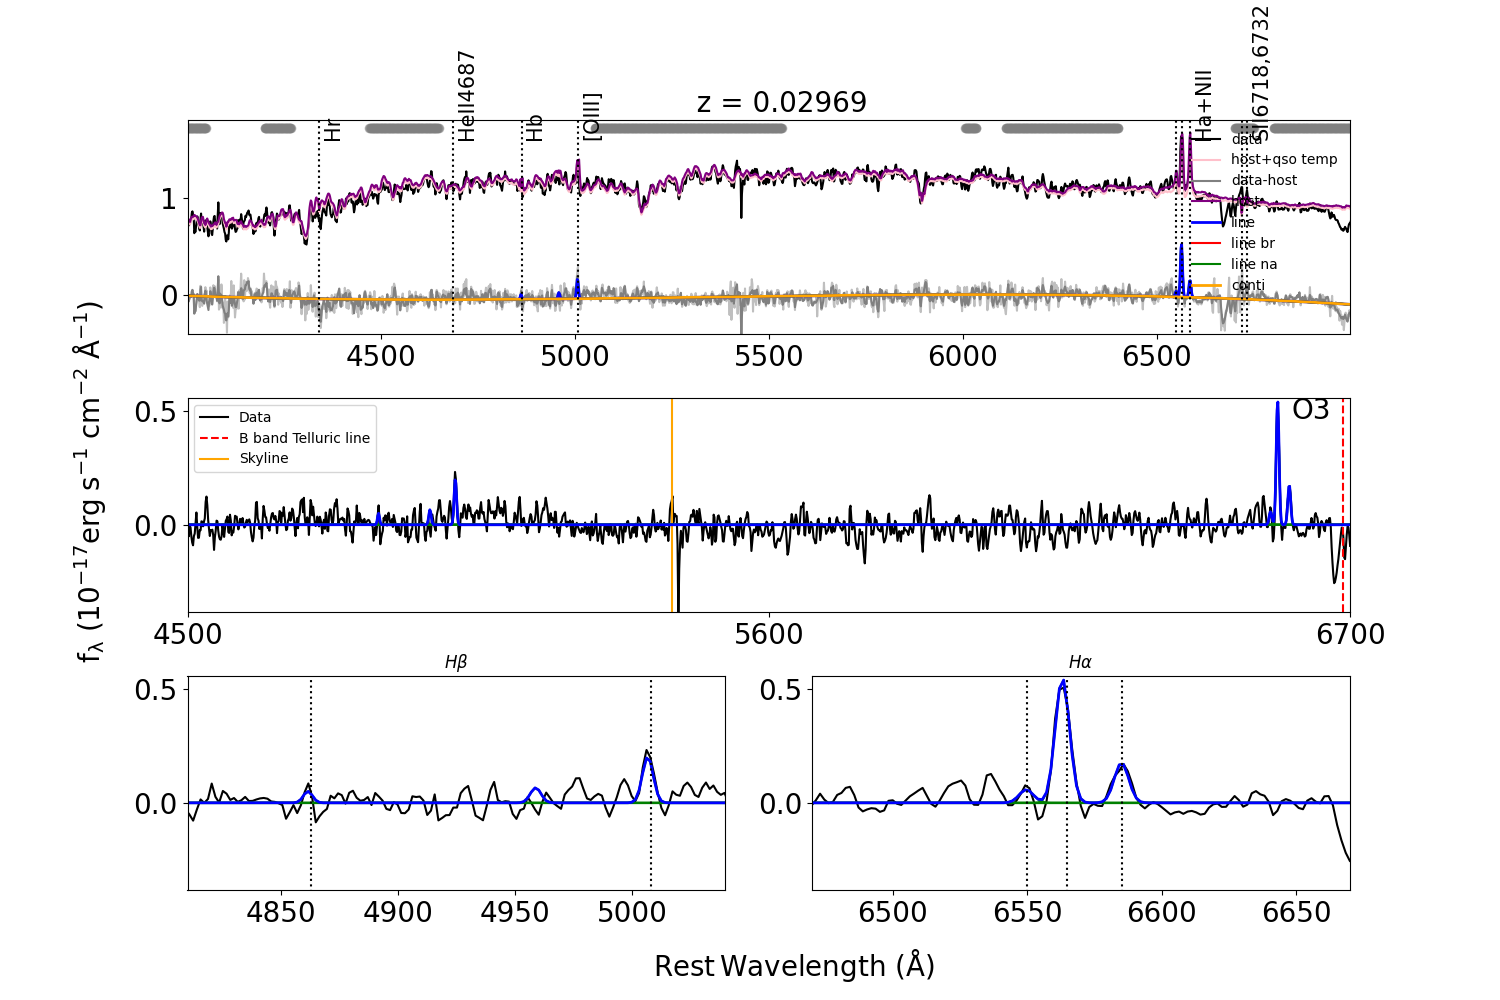 z = 0.02969
Hr
HeII4687
Hb
[OIII]
Ha+NII
SII6718,6732
data
host+qso temp
data-host
host
line
line br
line na
conti
1
0
4500 5000 5500 6000 6500
fλ (10−17erg s−1 cm−2 Å−1)
Data
B band Telluric line
Skyline
O3
0.5
0.0
4500 5600 6700
Hβ
0.5
0.0
4850 4900 4950 5000
Hα
0.5
0.0
6500 6550 6600 6650
Rest Wavelength (Å)